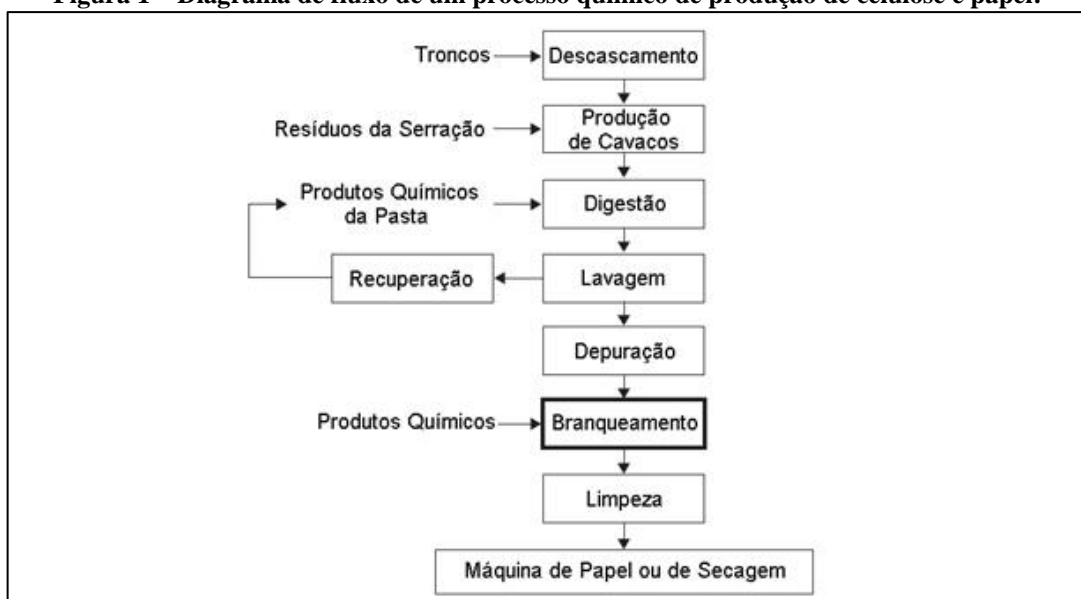 Figura 1 – Diagrama de fluxo de um processo químico de produção de celulose e papel.
Troncos
Descascamento
Resíduos da Serração
Produção
de Cavacos
Produtos Químicos
da Pasta
Digestão
Recuperação
Lavagem
Depuração
Produtos Químicos
Branqueamento
Limpeza
Máquina de Papel ou de Secagem